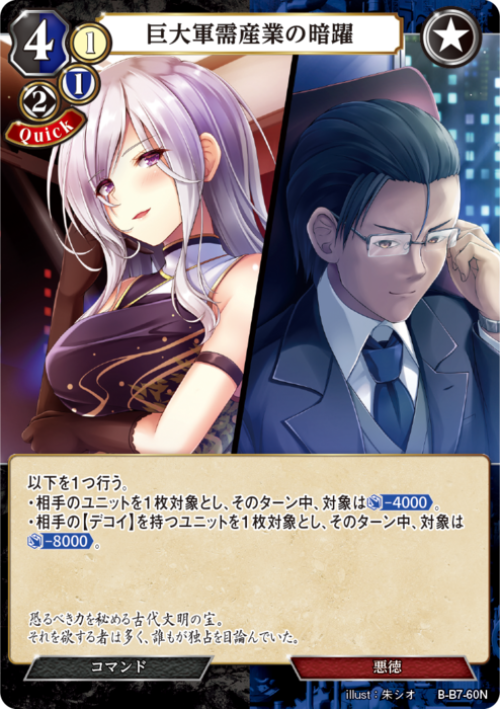 4
1
1
2
Quick
巨大軍需産業の暗躍
以下を1つ行う。
・相手のユニットを1枚対象とし、そのターン中、対象は-4000。
・相手の【デコイ】を持つユニットを1枚対象とし、そのターン中、対象は
-8000。
恐るべき力を秘める古代文明の宝。
それを欲する者は多く、誰もが独占を目論んでいた。
コマンド
悪徳
illust：朱シオ
B-B7-60N